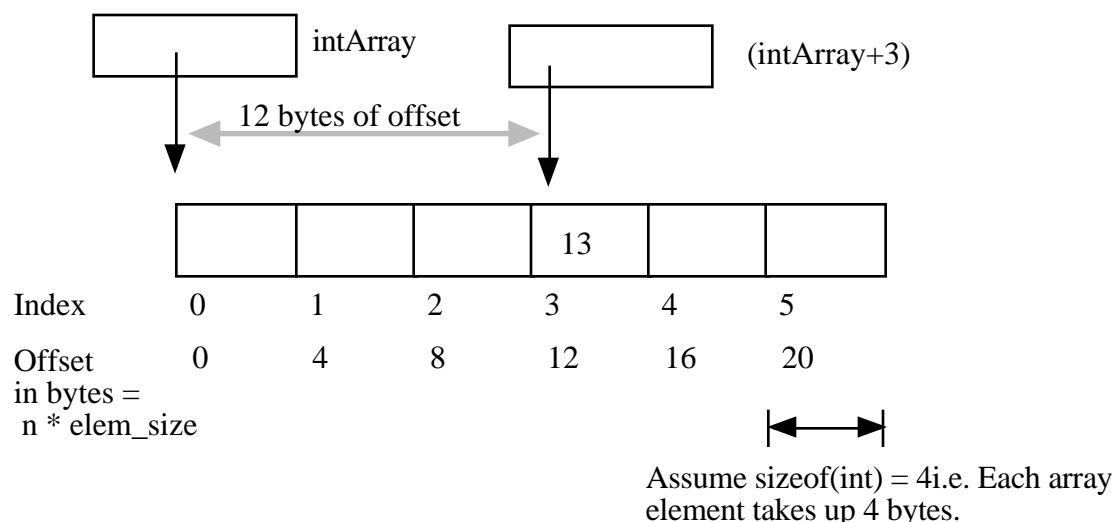 intArray
(intArray+3)
12 bytes of offset
13
Index 0 1 2 3 4 5
Offset 0 4 8 12 16 20
in bytes =
n * elem_size
Assume sizeof(int) = 4i.e. Each array
element takes up 4 bytes.